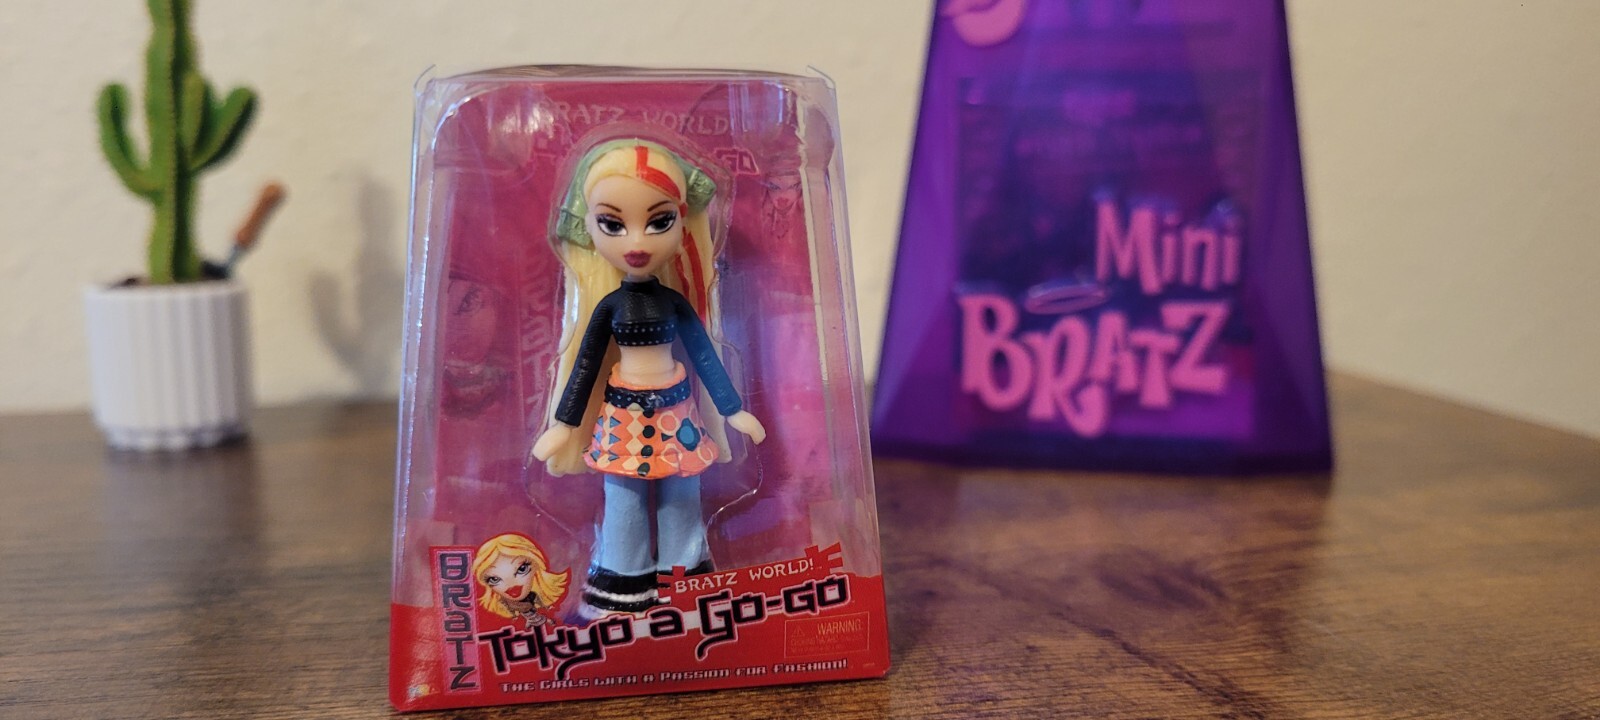 BRATZ WORLD!
BRATZ
BRATZ WORLD!
TOKYO A GO-GO
WARNING:
THE GIRLS WITH A PASSION FOR FASHION!
Mini
BRATZ